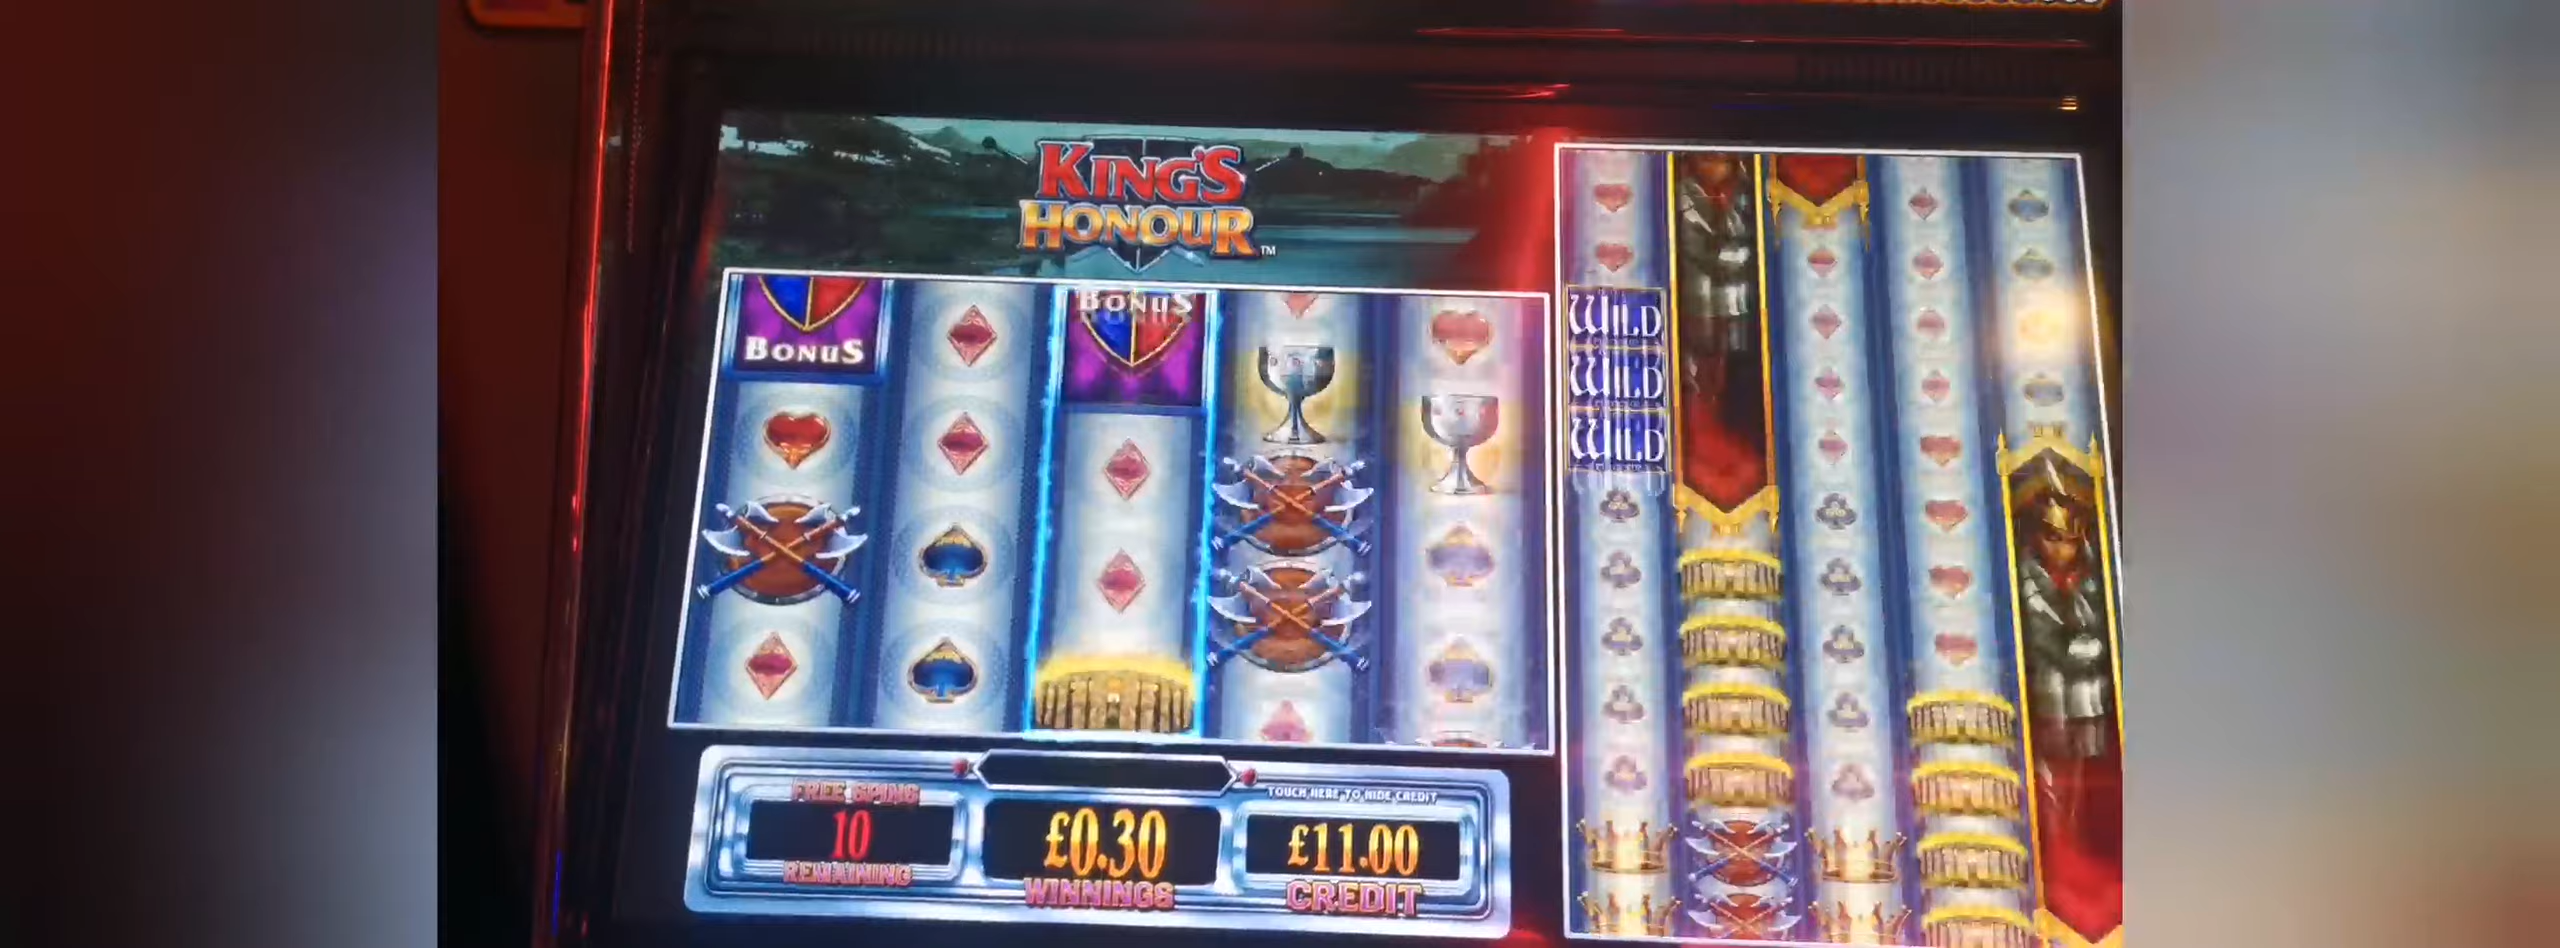 KING'S
HONOUR
TM
BONUS
BONUS
WILD
WILD
WILD
FREE SPINS
10
REMAINING
£0.30
WINNINGS
TOUCH HERE TO HIDE CREDIT
£11.00
CREDIT